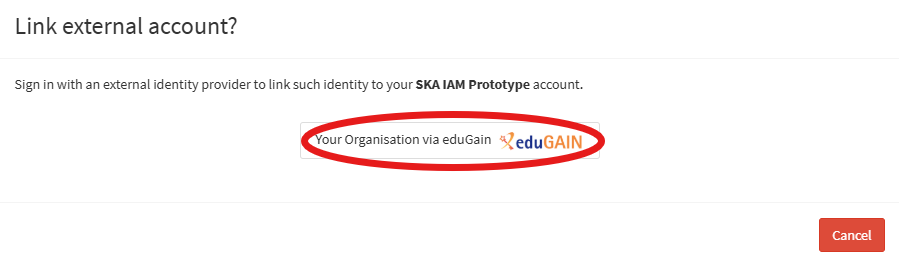 Link external account?
Sign in with an external identity provider to link such identity to your SKA IAM Prototype account.
Your Organisation via eduGain eduGAIN
Cancel